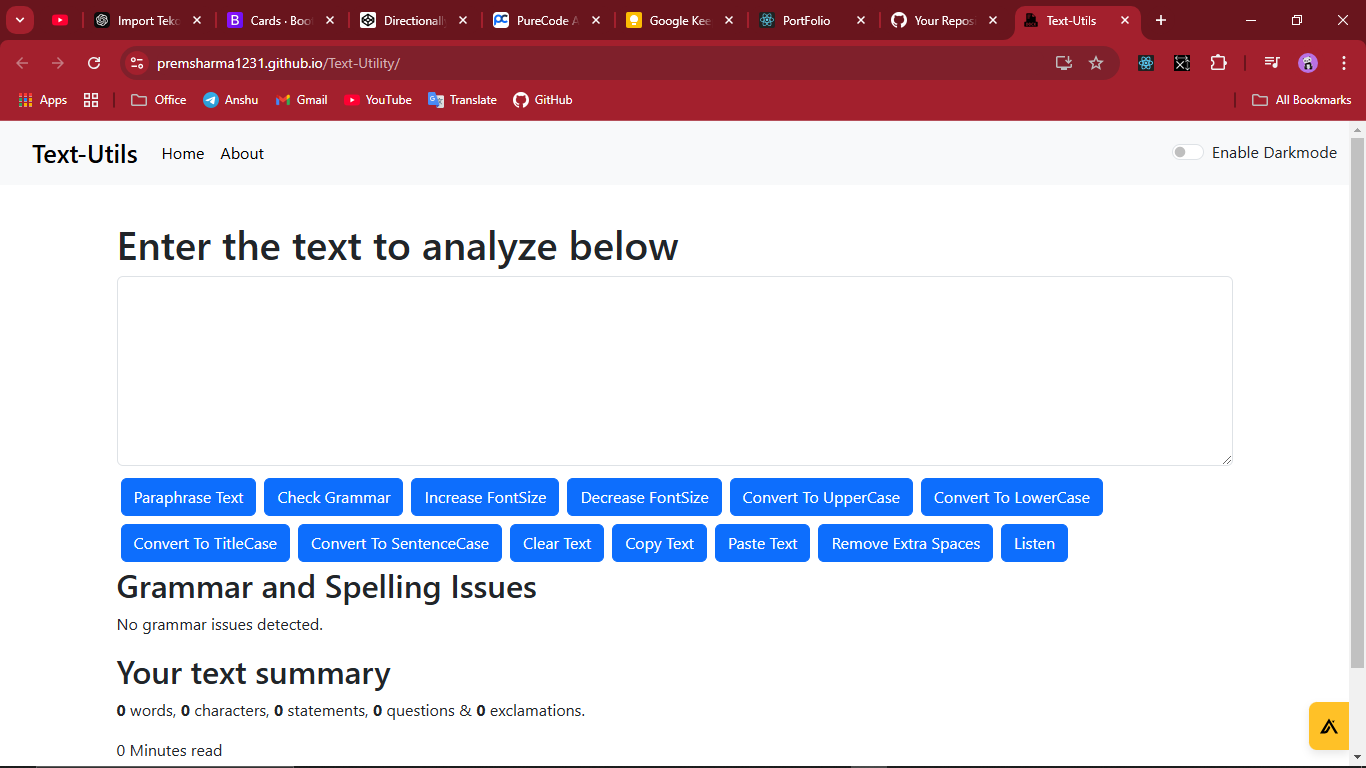 Import Teko
Cards · Boo
Directionall
PureCode A
Google Kee
PortFolio
Your Reposi
Text-Utils
premsharma1231.github.io/Text-Utility/
Apps
Office
Anshu
Gmail
YouTube
Translate
GitHub
All Bookmarks
Text-Utils
Home
About
Enable Darkmode
Enter the text to analyze below
Paraphrase Text
Check Grammar
Increase FontSize
Decrease FontSize
Convert To UpperCase
Convert To LowerCase
Convert To TitleCase
Convert To SentenceCase
Clear Text
Copy Text
Paste Text
Remove Extra Spaces
Listen
Grammar and Spelling Issues
No grammar issues detected.
Your text summary
0 words, 0 characters, 0 statements, 0 questions & 0 exclamations.
0 Minutes read